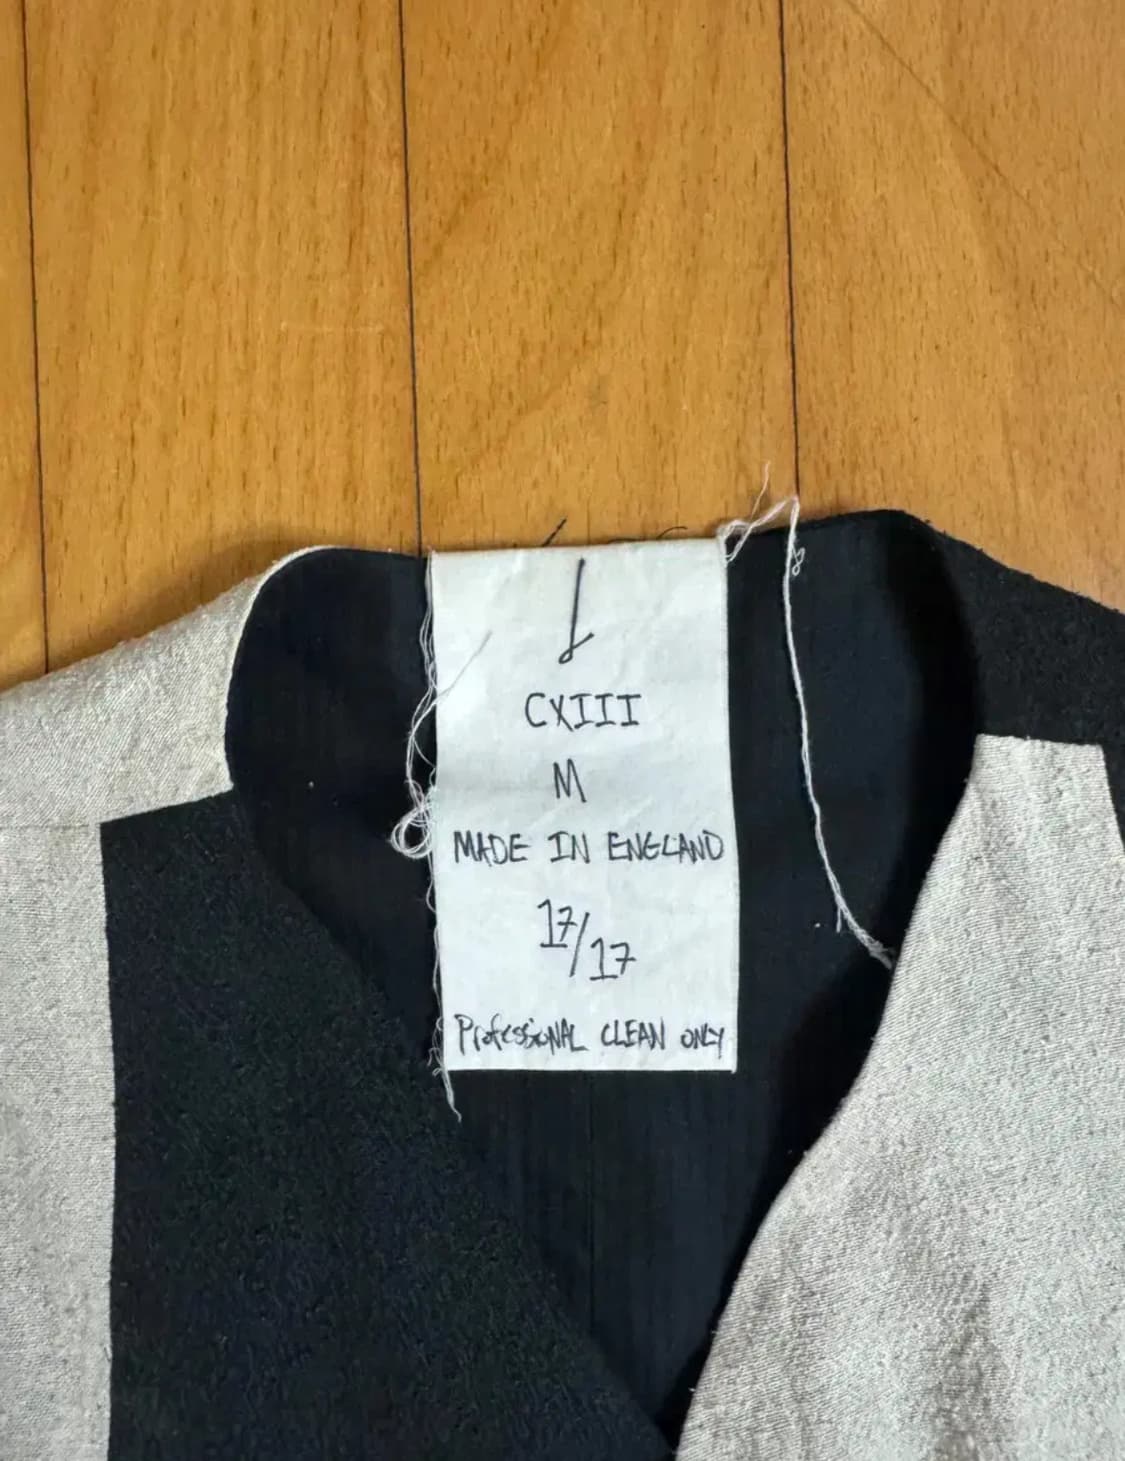 CXIII
M
MADE IN ENGLAND
17/17
Professional CLEAN ONLY